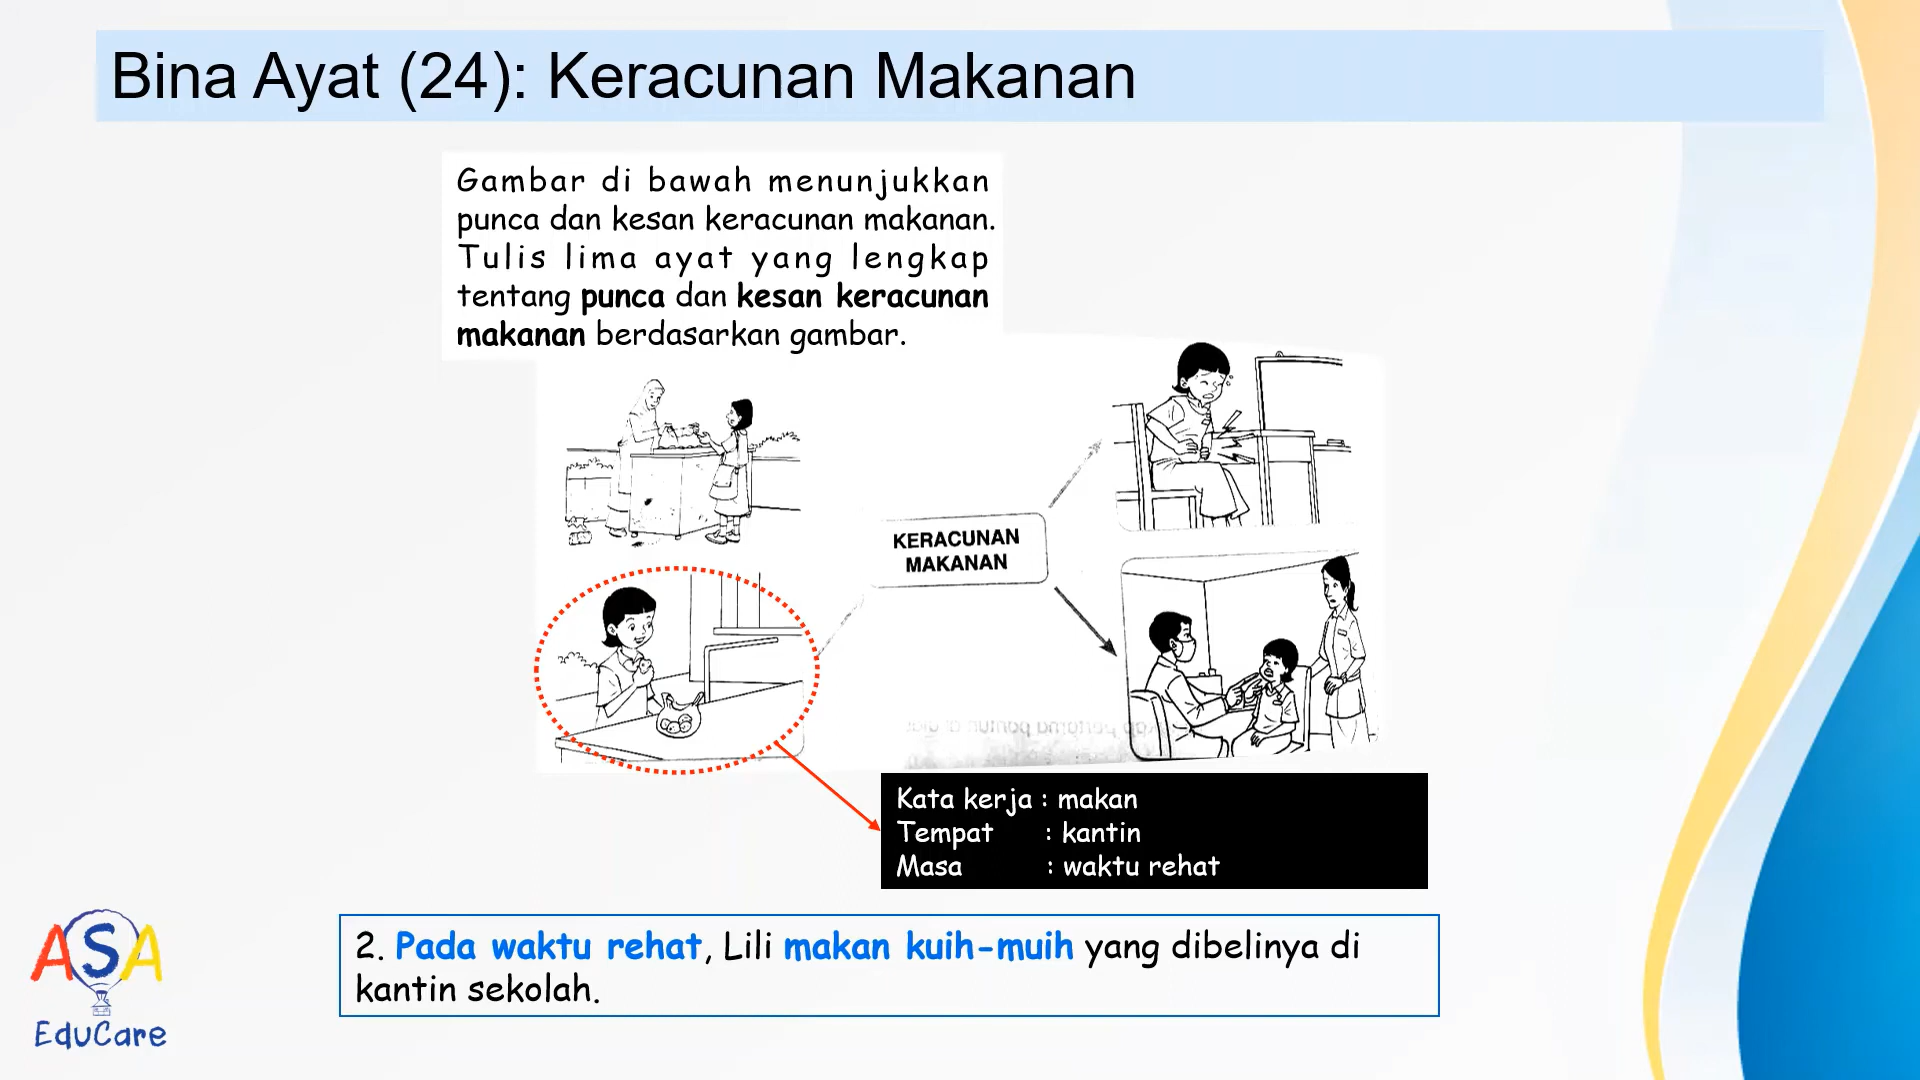 Bina Ayat (24): Keracunan Makanan
Gambar di bawah menunjukkan
punca dan kesan keracunan makanan.
Tulis lima ayat yang lengkap
tentang punca dan kesan keracunan
makanan berdasarkan gambar.
KERACUNAN
MAKANAN
Kata kerja : makan
Tempat : kantin
Masa : waktu rehat
2. Pada waktu rehat, Lili makan kuih-muih yang dibelinya di
kantin sekolah.
ASA
EduCare